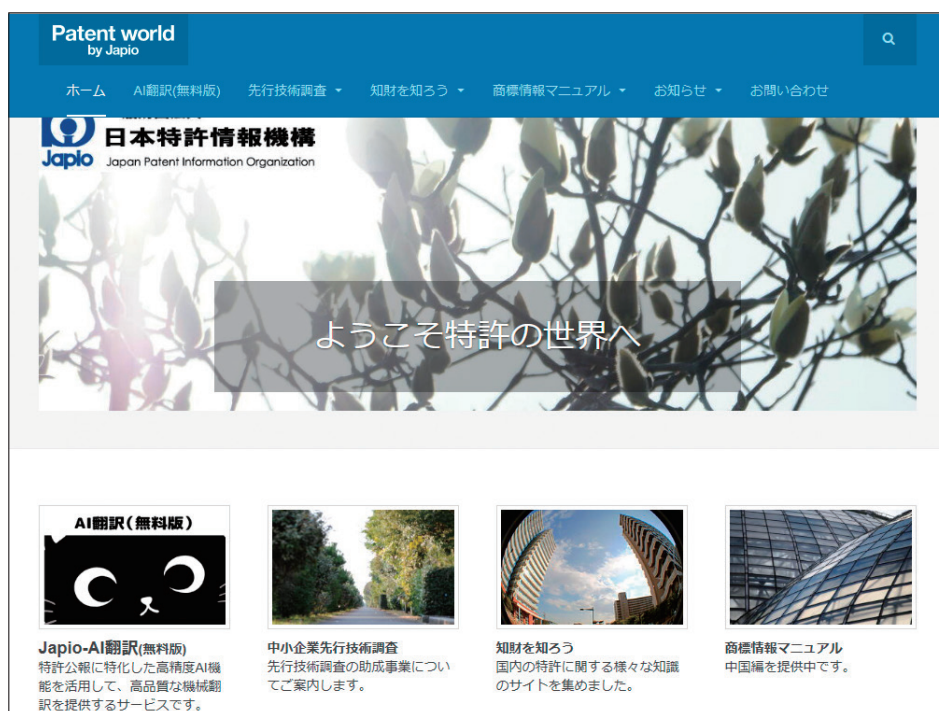 Patent world
by Japio
ホーム AI翻訳(無料版) 先行技術調査 知財を知ろう 商標情報マニュアル お知らせ お問い合わせ
日本特許情報機構
Japio Japan Patent Information Organization
ようこそ特許の世界へ
AI翻訳(無料版)
Japio-AI翻訳(無料版)
特許公報に特化した高精度AI機
能を活用して、高品質な機械翻
訳を提供するサービスです。
中小企業先行技術調査
先行技術調査の助成事業につい
てご案内します。
知財を知ろう
国内の特許に関する様々な知識
のサイトを集めました。
商標情報マニュアル
中国編を提供中です。